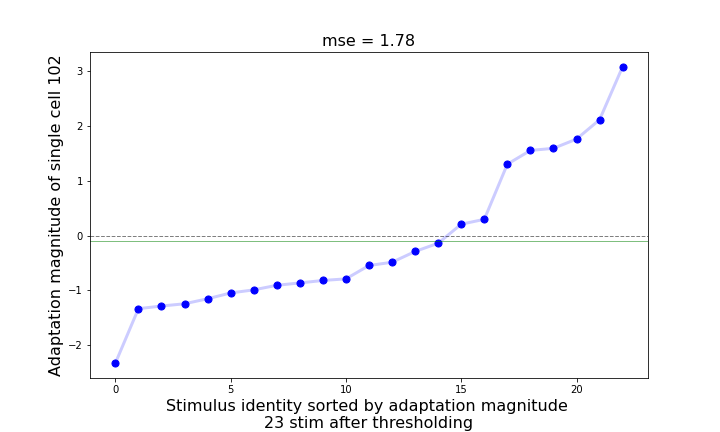 mse = 1.78
Adaptation magnitude of single cell 102
3
2
1
0
−1
−2
0
5
10
15
20
Stimulus identity sorted by adaptation magnitude
23 stim after thresholding